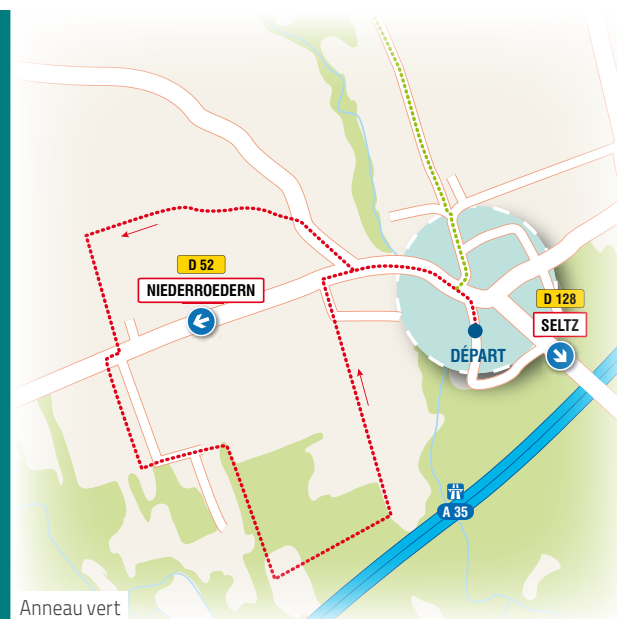 D 52
NIEDERROEDERN
D 128
SELTZ
DÉPART
A 35
Anneau vert